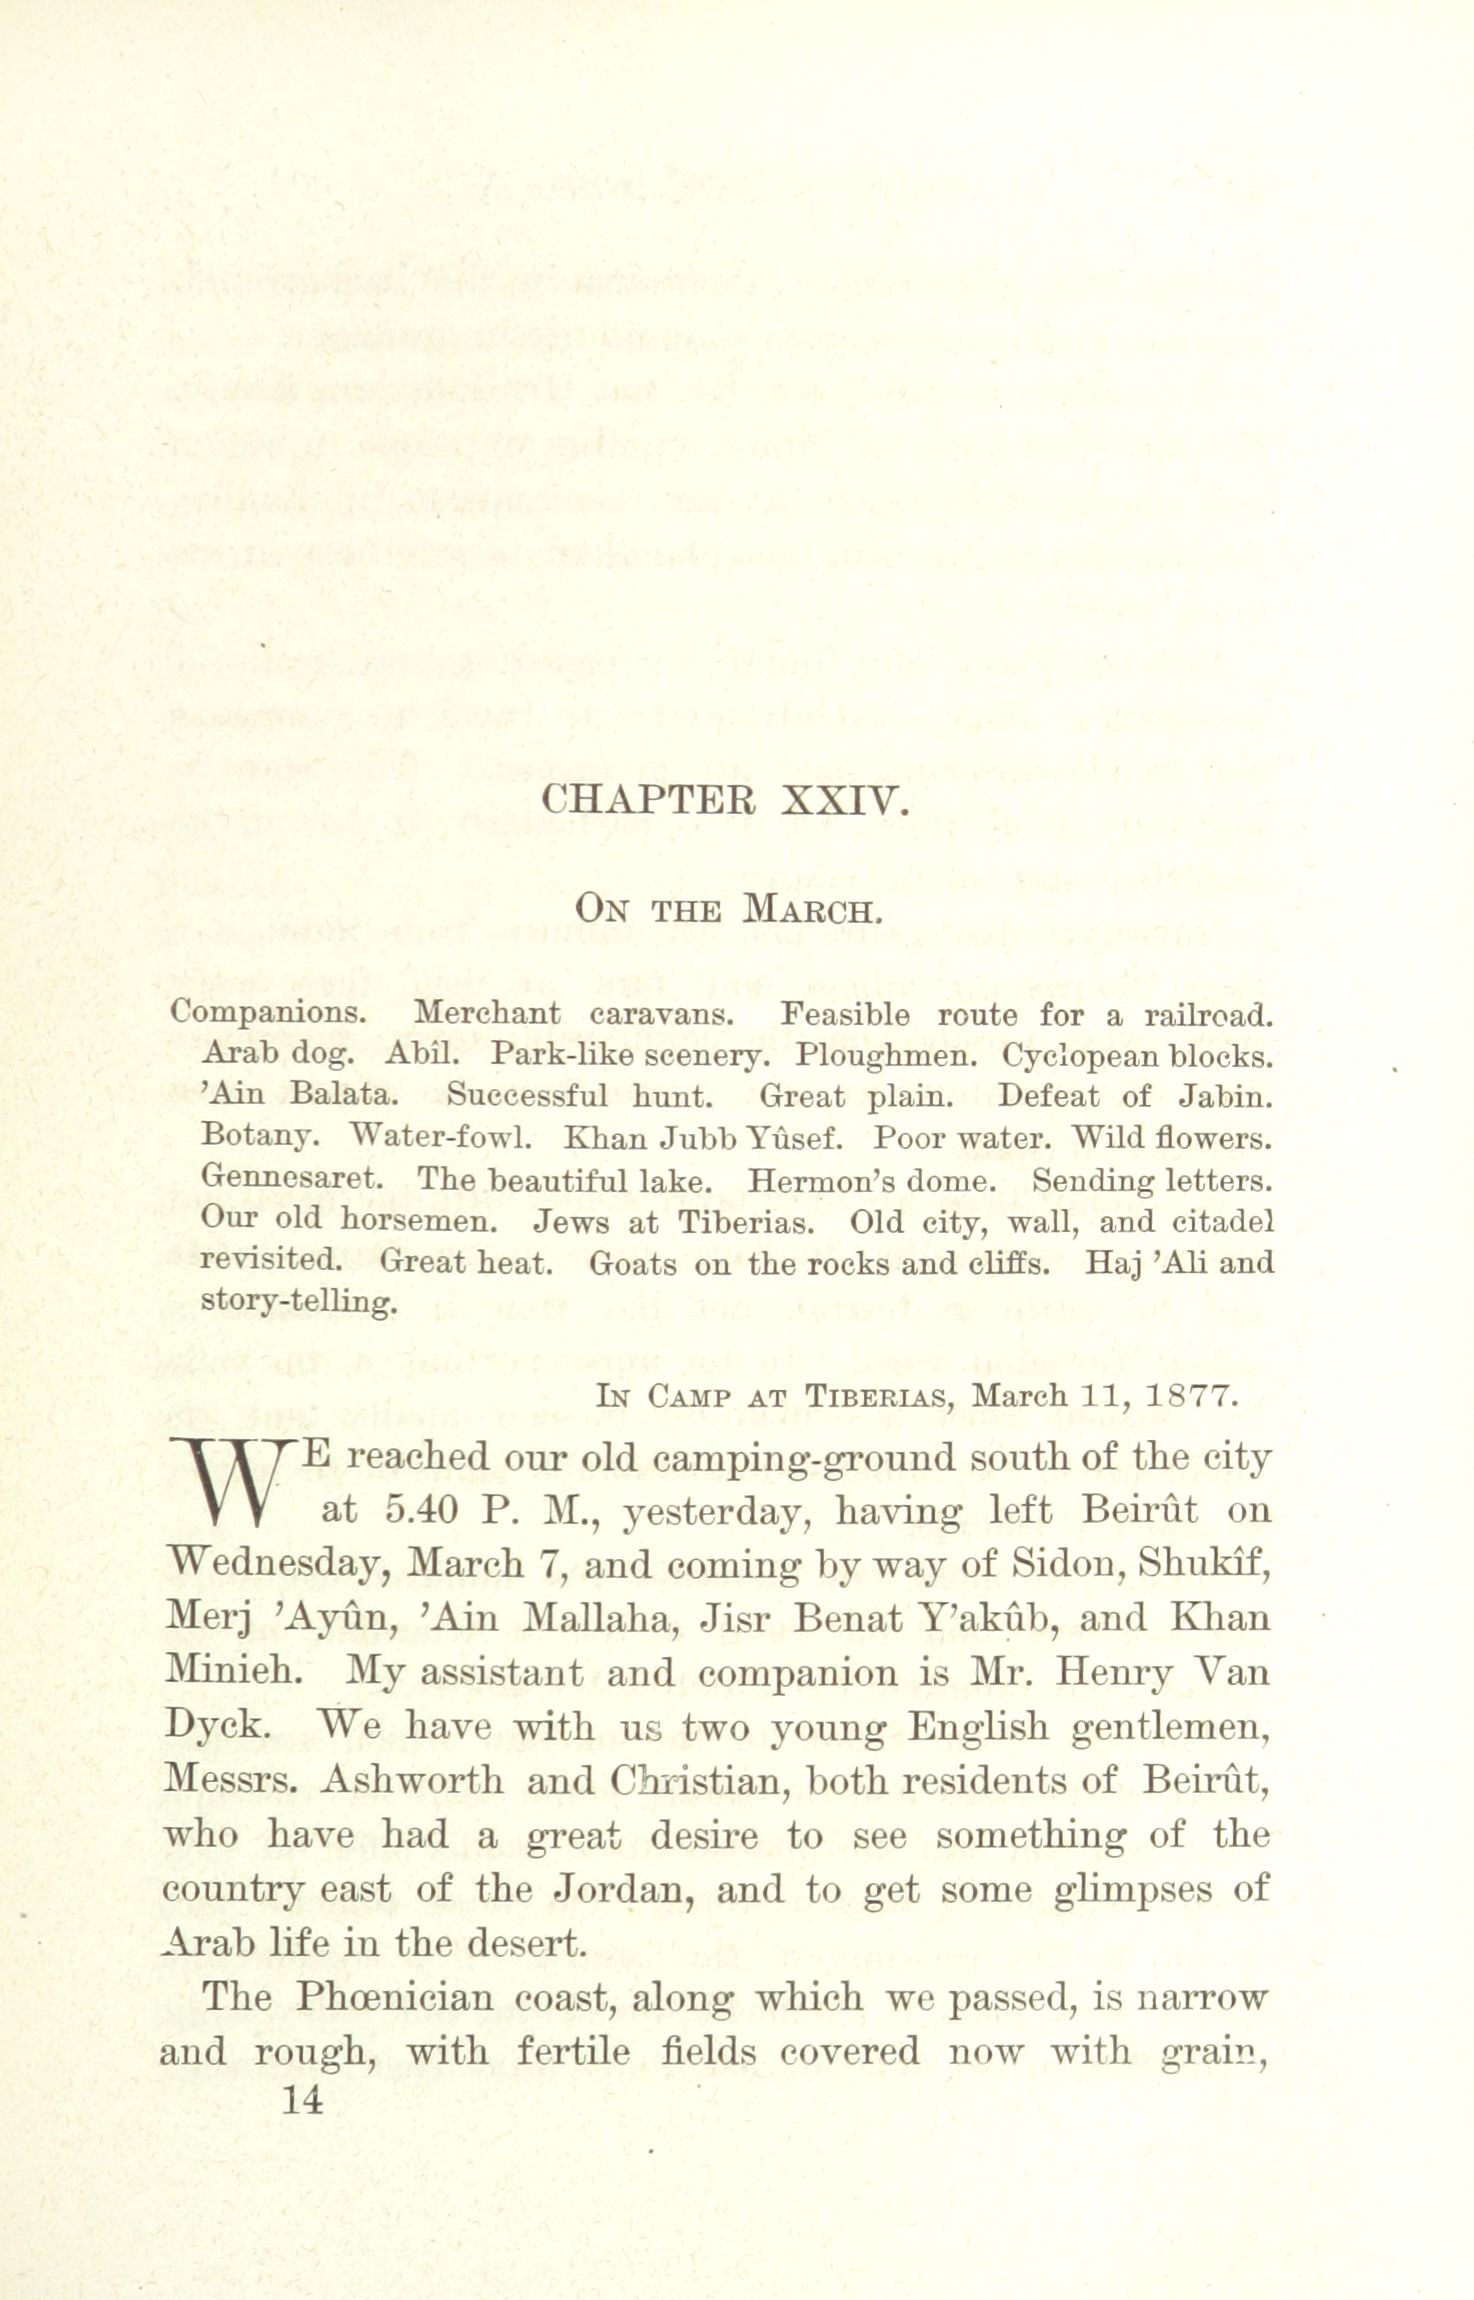 CHAPTER XXIV.
On the March.
Companions. Merchant caravans. Feasible route for a railroad.
Arab dog. Abîl. Park-like scenery. Ploughmen. Cyclopean blocks.
’Ain Balata. Successful hunt. Great plain. Defeat of Jabin.
Botany. Water-fowl. Khan Jubb Yûsef. Poor water. Wild flowers.
Gennesaret. The beautiful lake. Hermon’s dome. Sending letters.
Our old horsemen. Jews at Tiberias. Old city, wall, and citadel
revisited. Great heat. Goats on the rocks and cliffs. Haj ’Ali and
story-telling.
In Camp at Tiberias, March 11, 1877.
WE reached our old camping-ground south of the city
at 5.40 P. M., yesterday, having left Beirût on
Wednesday, March 7, and coming by way of Sidon, Shukîf,
Merj ’Ayûn, ’Ain Mallaha, Jisr Benat Y’akûb, and Khan
Minieh. My assistant and companion is Mr. Henry Van
Dyck. We have with us two young English gentlemen,
Messrs. Ashworth and Christian, both residents of Beirût,
who have had a great desire to see something of the
country east of the Jordan, and to get some glimpses of
Arab life in the desert.
The Phœnician coast, along which we passed, is narrow
and rough, with fertile fields covered now with grain,
14